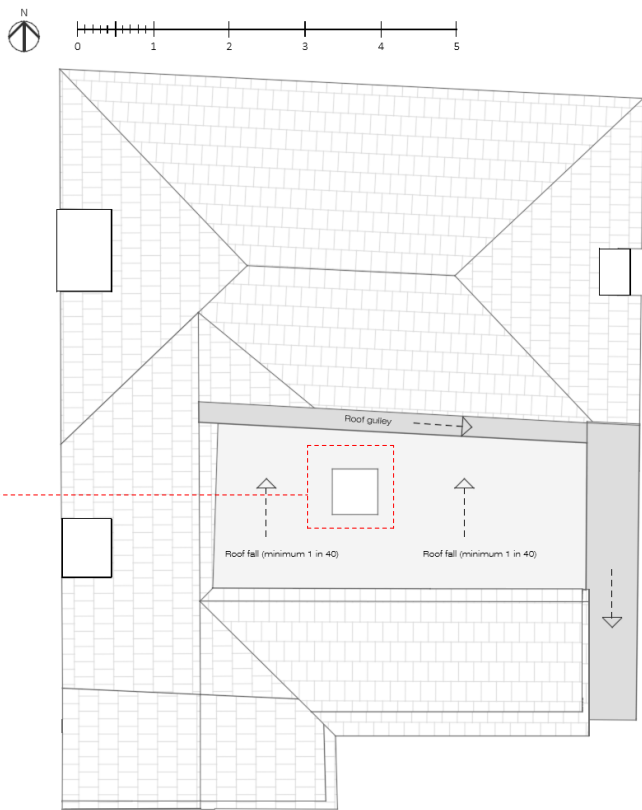 N
0 1 2 3 4 5
Roof gulley
Roof fall (minimum 1 in 40) Roof fall (minimum 1 in 40)